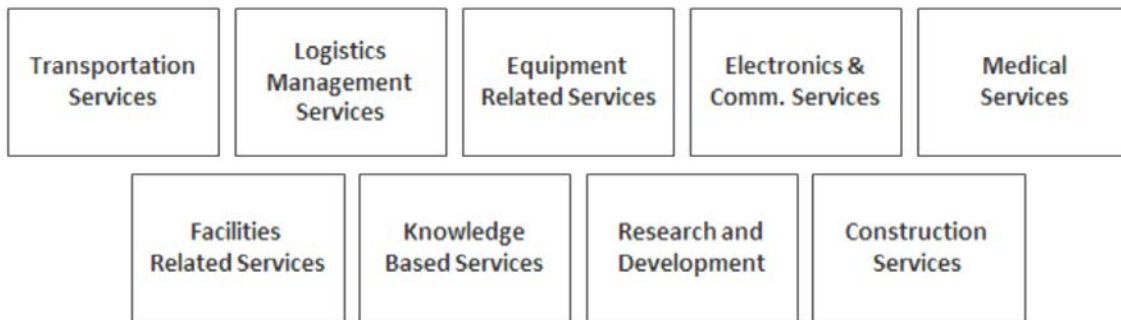 Transportation
Services
Logistics
Management
Services
Equipment
Related Services
Electronics &
Comm. Services
Medical
Services
Facilities
Related Services
Knowledge
Based Services
Research and
Development
Construction
Services